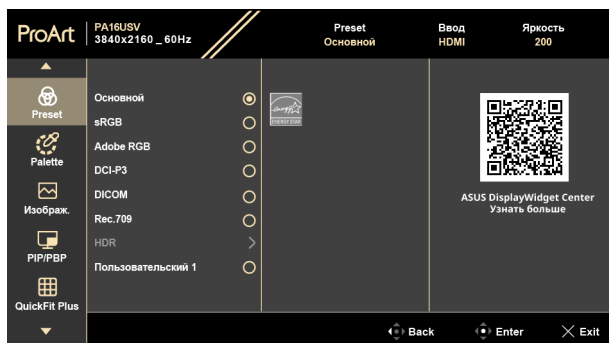 ProArt
PA16USV
3840x2160 _ 60Hz
Preset
Основной
Ввод
HDMI
Яркость
200
Preset
Palette
Изображ.
PIP/PBP
QuickFit Plus
Основной
sRGB
Adobe RGB
DCI-P3
DICOM
Rec.709
HDR
Пользовательский 1
ENERGY STAR
ASUS DisplayWidget Center
Узнать больше
Back
Enter
Exit